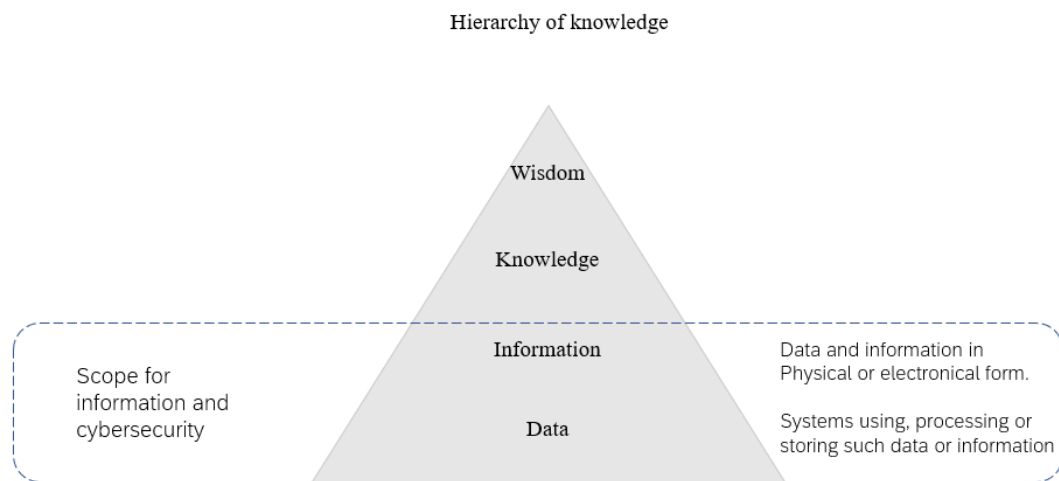 Hierarchy of knowledge
Wisdom
Knowledge
Information
Data
Scope for
information and
cybersecurity
Data and information in
Physical or electronical form.
Systems using, processing or
storing such data or information